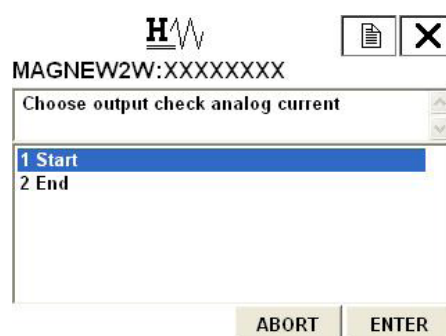 H
MAGNEW2W:XXXXXXXX
Choose output check analog current
1 Start
2 End
ABORT
ENTER